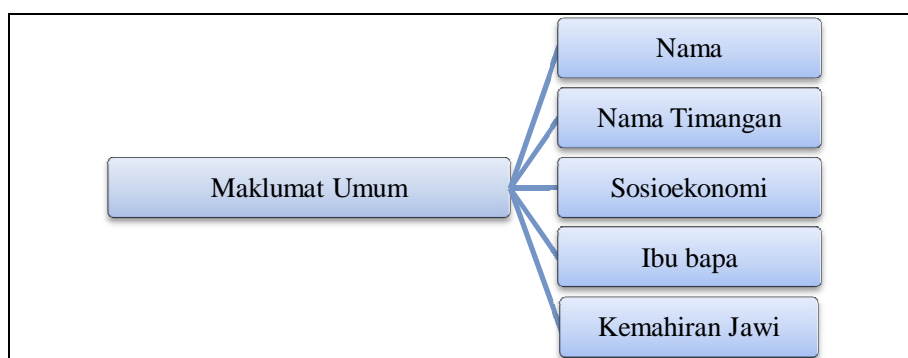 Maklumat Umum
Nama
Nama Timangan
Sosioekonomi
Ibu bapa
Kemahiran Jawi